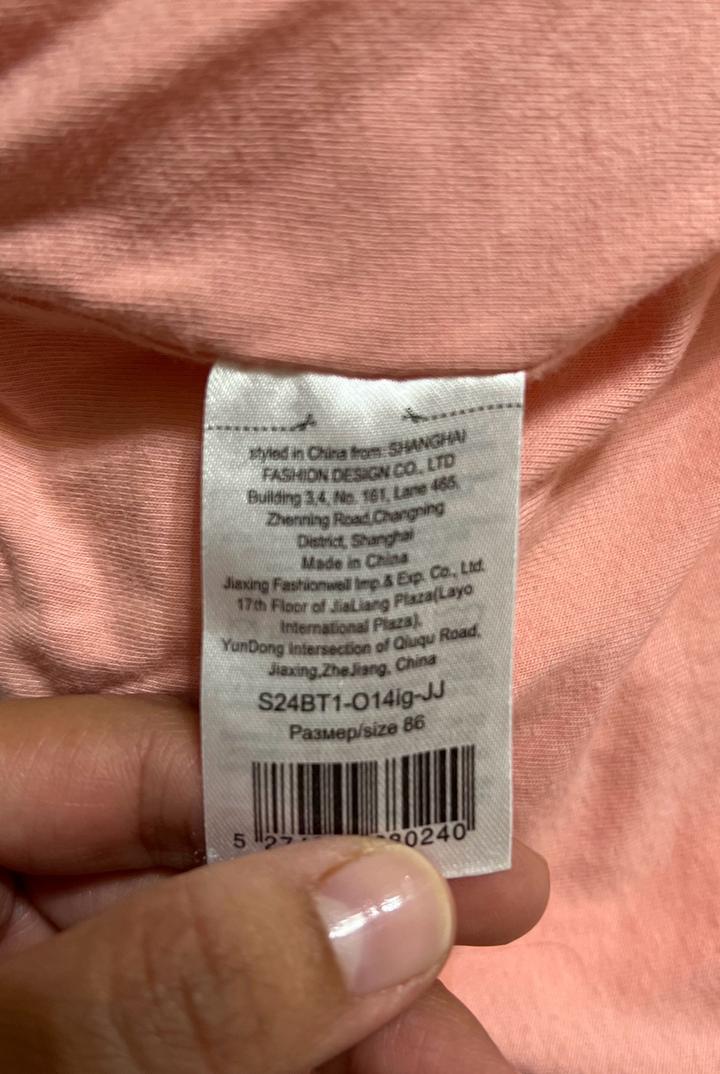 styled in China from: SHANGHAI
FASHION DESIGN CO., LTD
Building 3,4, No. 161, Lane 465,
Zhenning Road,Changning
District, Shanghai
Made in China
Jiaxing Fashionwell Imp.& Exp. Co., Ltd.
17th Floor of JiaLiang Plaza(Layo
International Plaza),
YunDong Intersection of Qiuqu Road,
Jiaxing,ZheJiang, China
S24BT1-O14ig-JJ
Размер/size 86
5 80240